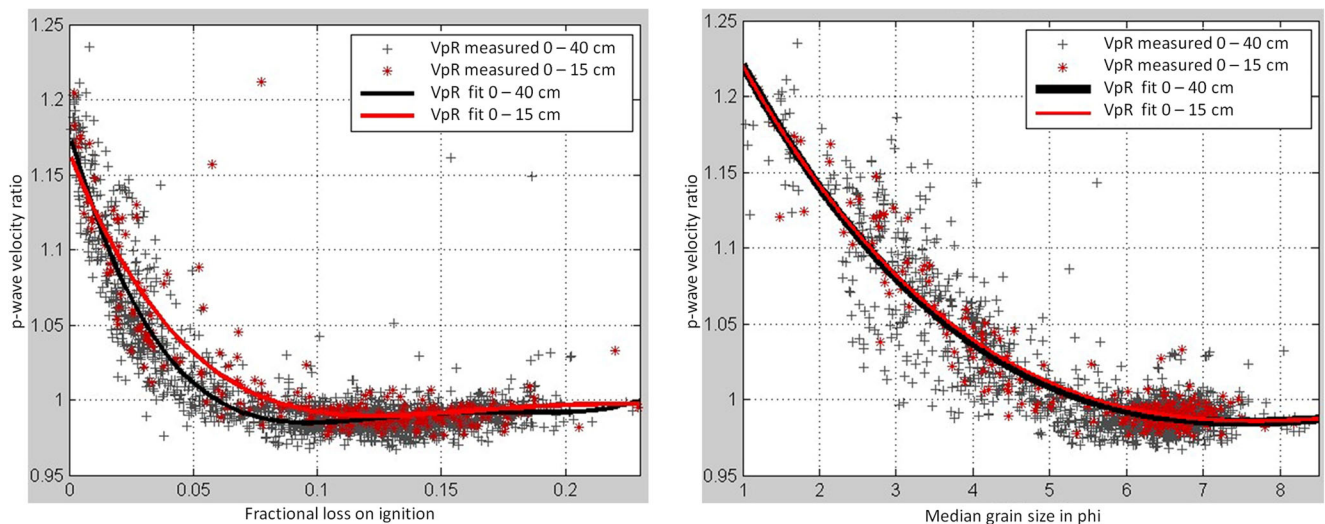 1.25
1.2
1.15
1.1
1.05
1
0.95
p-wave velocity ratio
VpR measured 0 – 40 cm
VpR measured 0 – 15 cm
VpR fit 0 – 40 cm
VpR fit 0 – 15 cm
0 0.05 0.1 0.15 0.2
Fractional loss on ignition
1.25
1.2
1.15
1.1
1.05
1
0.95
p-wave velocity ratio
VpR measured 0 – 40 cm
VpR measured 0 – 15 cm
VpR fit 0 – 40 cm
VpR fit 0 – 15 cm
1 2 3 4 5 6 7 8
Median grain size in phi